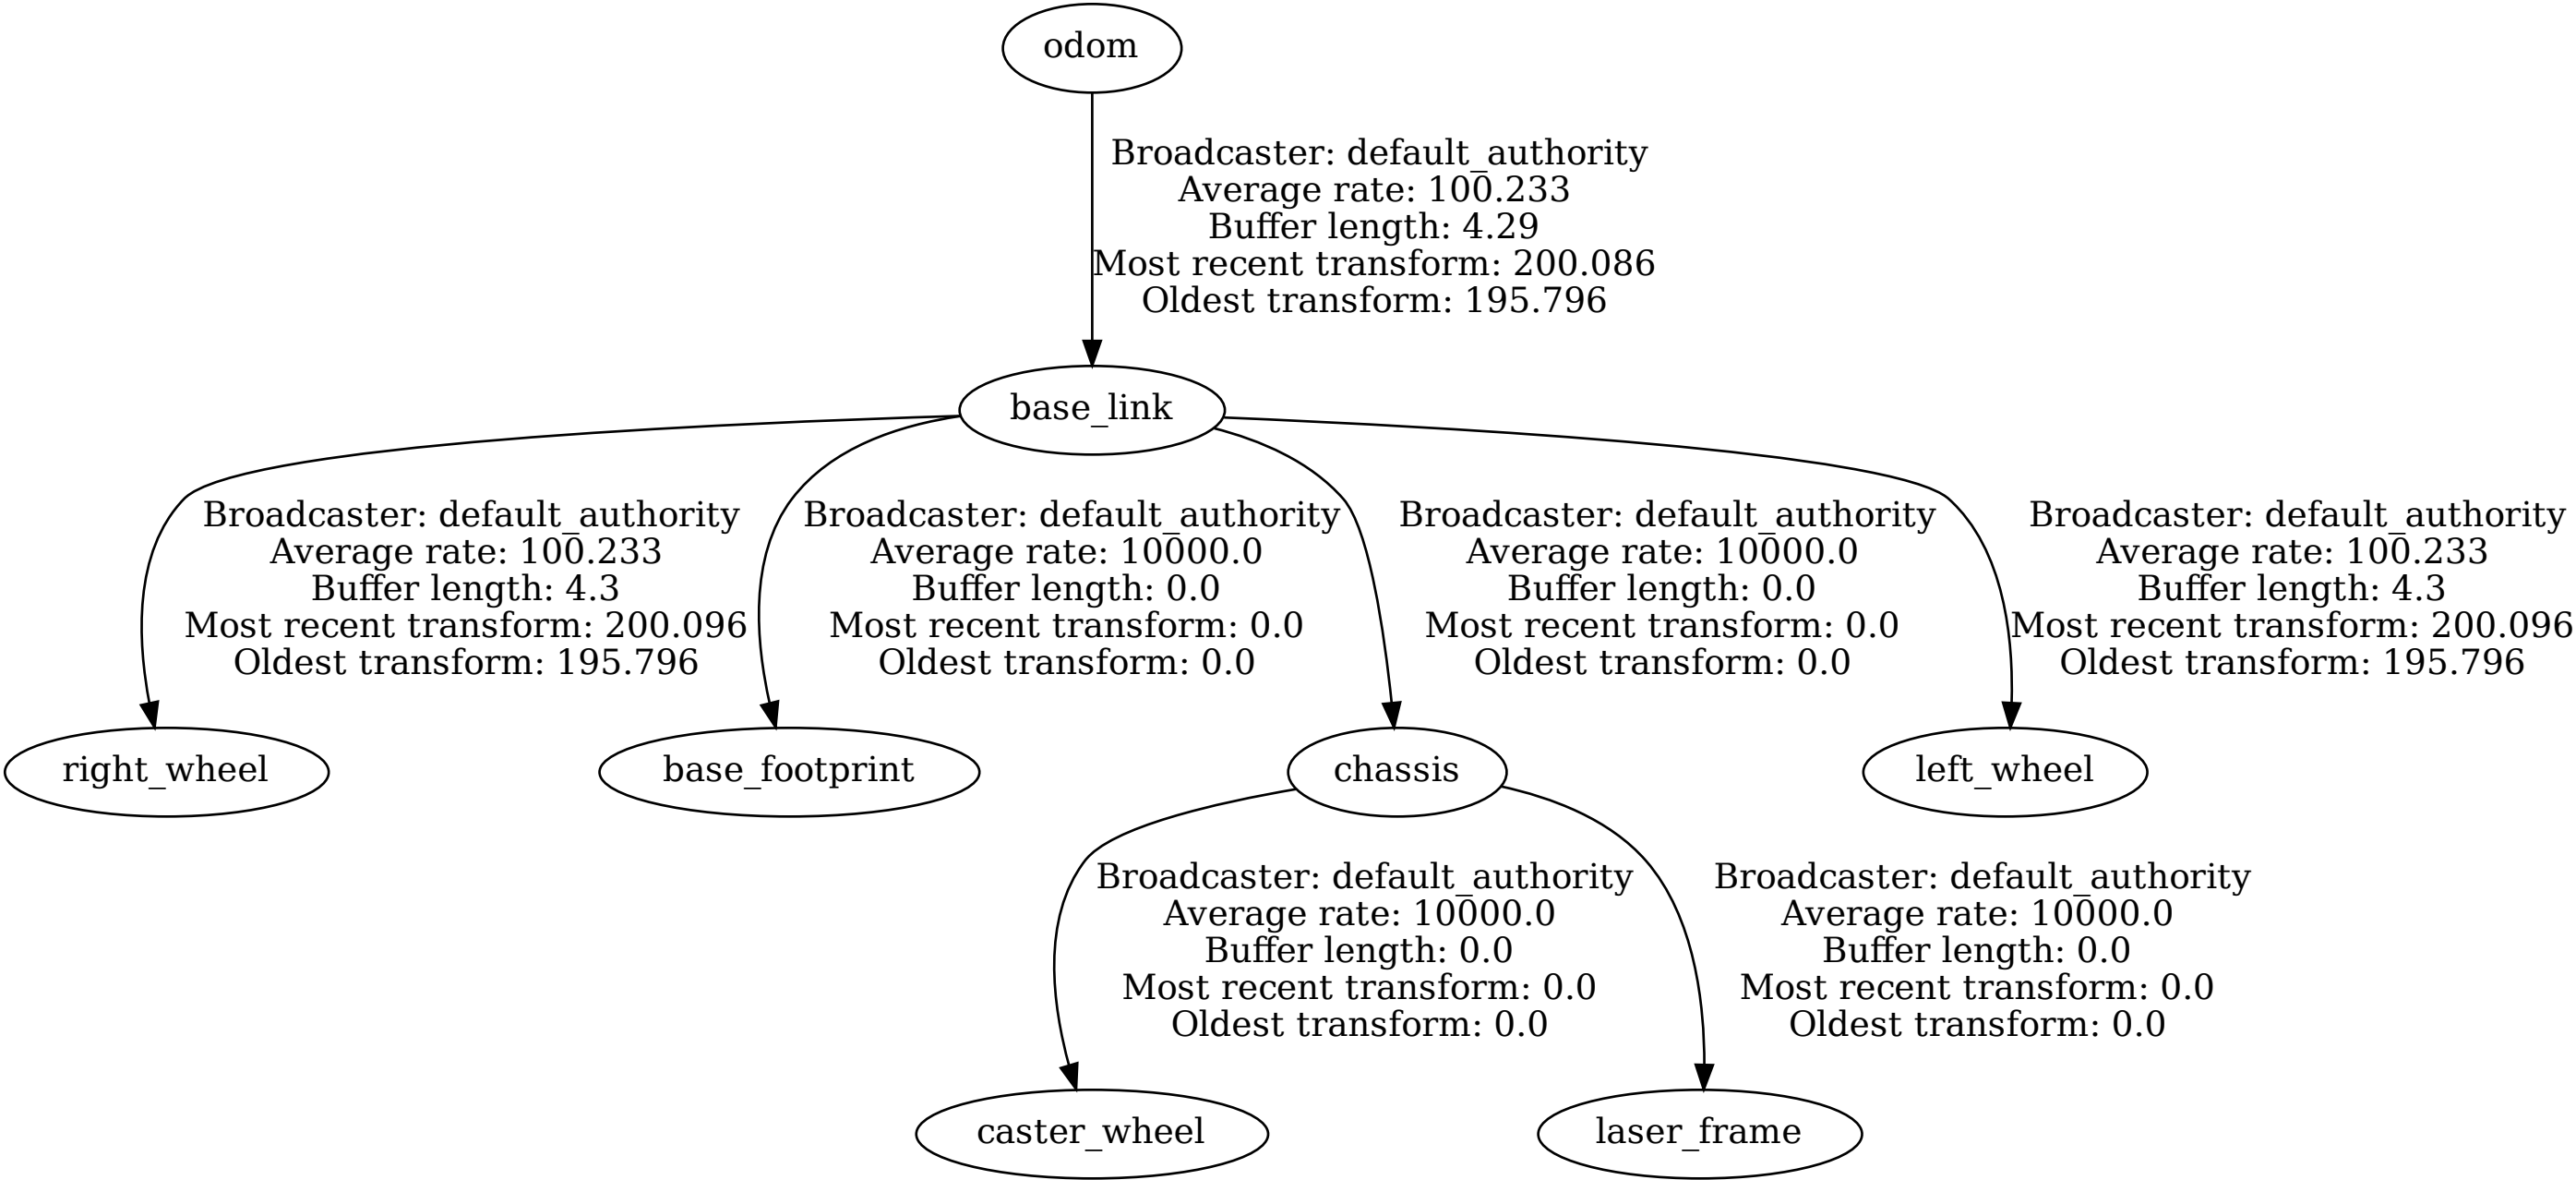 odom
Broadcaster: default_authority
Average rate: 100.233
Buffer length: 4.29
Most recent transform: 200.086
Oldest transform: 195.796
base_link
Broadcaster: default_authority
Average rate: 100.233
Buffer length: 4.3
Most recent transform: 200.096
Oldest transform: 195.796
Broadcaster: default_authority
Average rate: 10000.0
Buffer length: 0.0
Most recent transform: 0.0
Oldest transform: 0.0
Broadcaster: default_authority
Average rate: 10000.0
Buffer length: 0.0
Most recent transform: 0.0
Oldest transform: 0.0
Broadcaster: default_authority
Average rate: 100.233
Buffer length: 4.3
Most recent transform: 200.096
Oldest transform: 195.796
right_wheel
base_footprint
chassis
left_wheel
Broadcaster: default_authority
Average rate: 10000.0
Buffer length: 0.0
Most recent transform: 0.0
Oldest transform: 0.0
Broadcaster: default_authority
Average rate: 10000.0
Buffer length: 0.0
Most recent transform: 0.0
Oldest transform: 0.0
caster_wheel
laser_frame